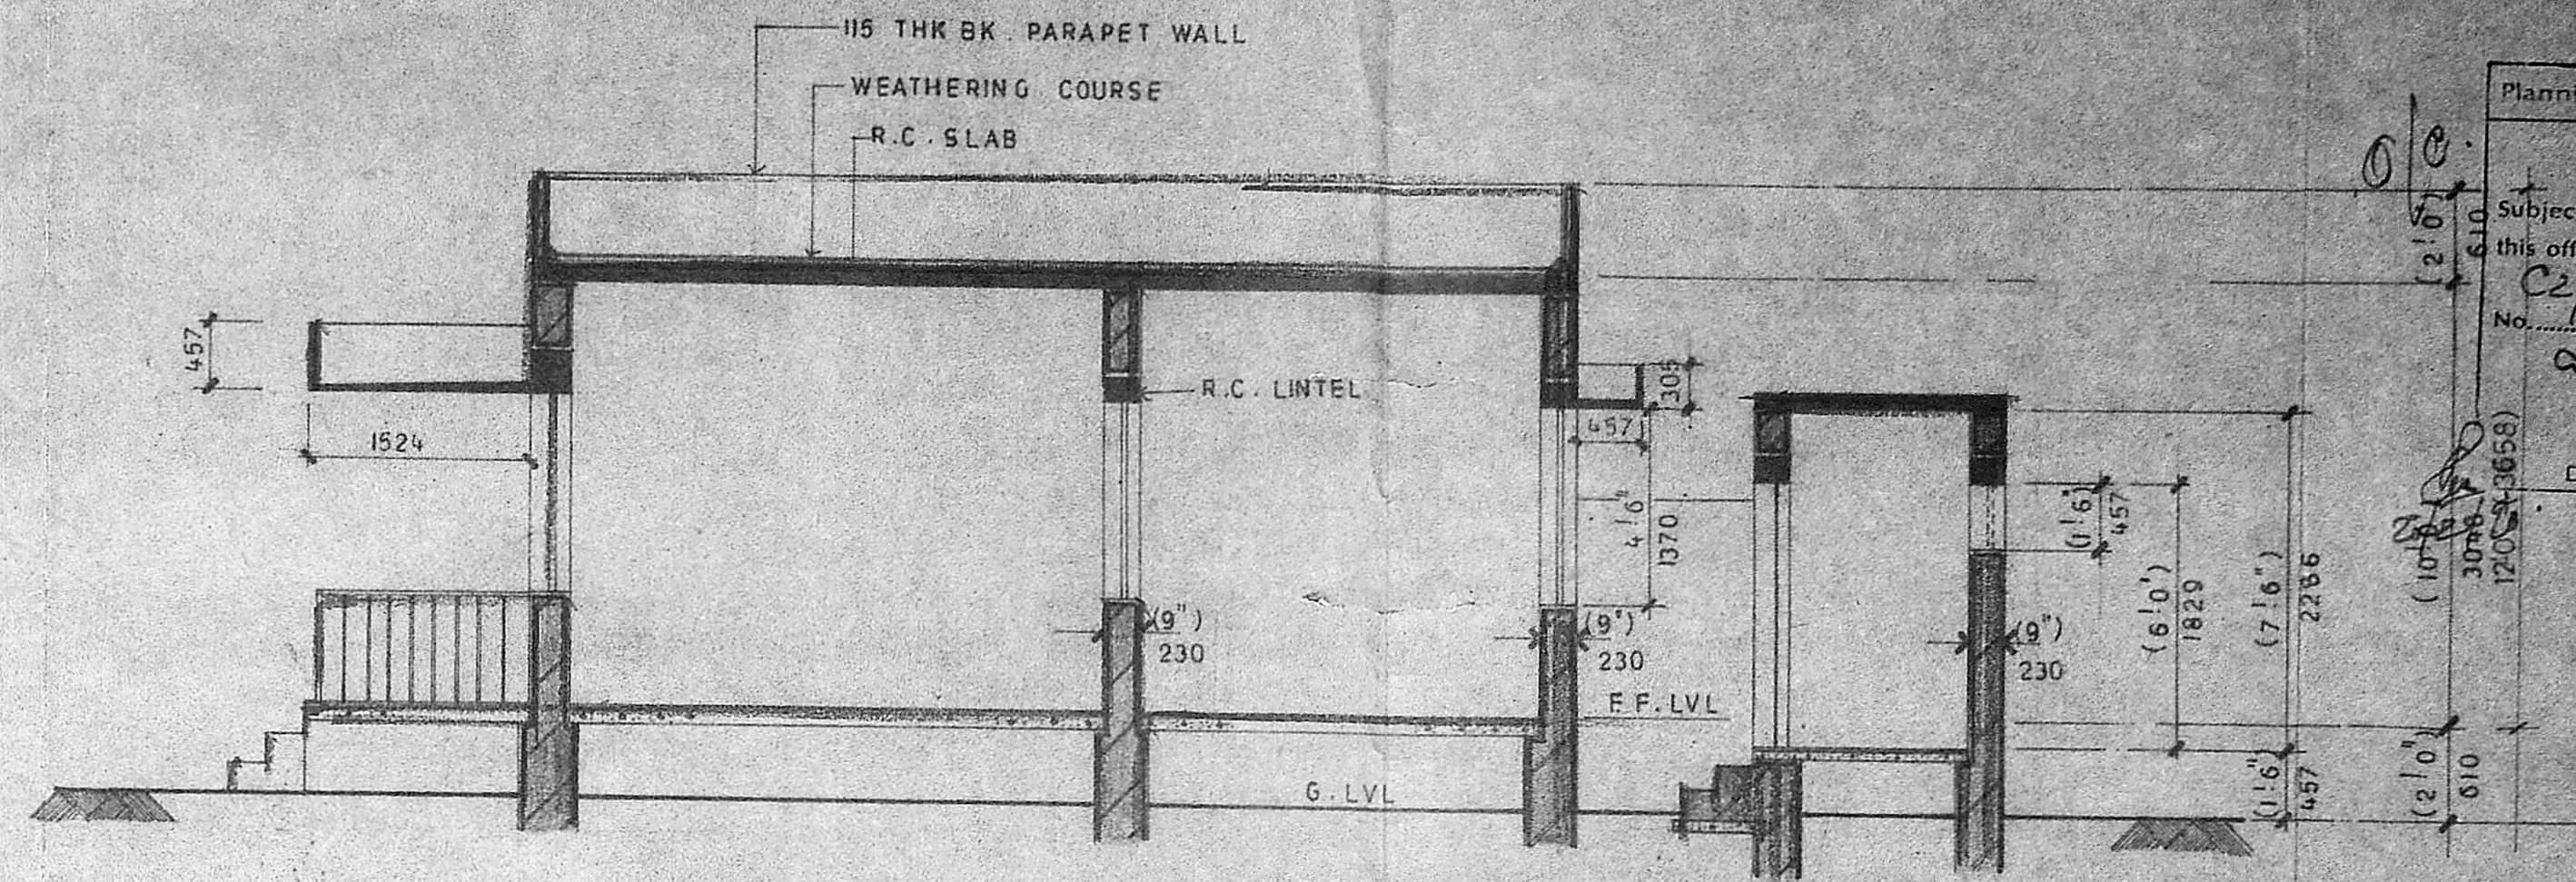 115 THK BK. PARAPET WALL
WEATHERING COURSE
R.C. SLAB
Planni
Subjec
this off
No.
(2'0")
610
457
1524
R.C. LINTEL
305
457
4'6"
1370
(1'6")
457
(6'0")
1829
(7'6")
2266
3048
(9")
230
(9")
230
(9")
230
F.F.LVL
G.LVL
(1'6")
457
(2'0")
610